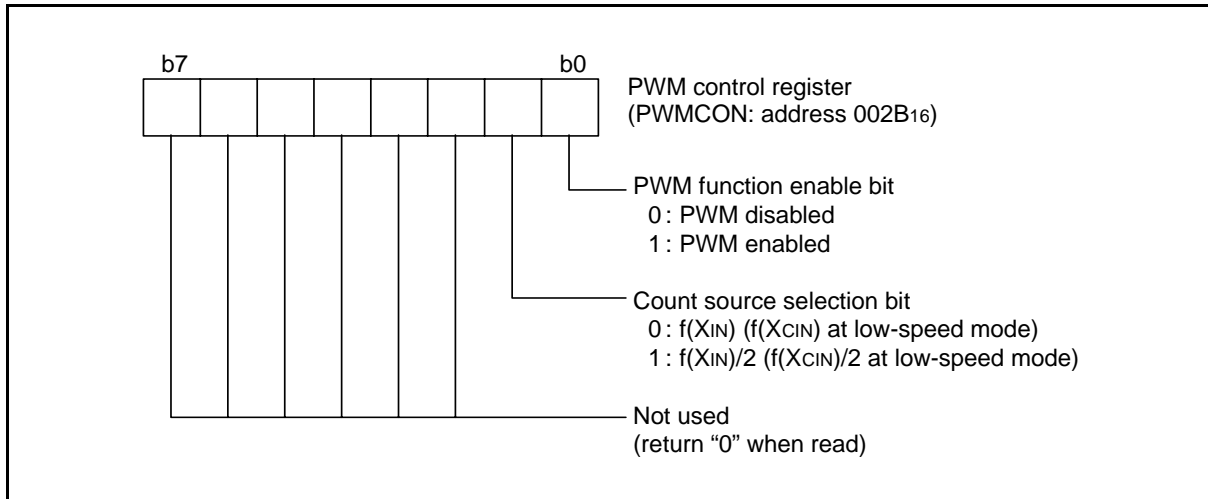 b7 b0
PWM control register
(PWMCON: address 002B16)
PWM function enable bit
0 : PWM disabled
1 : PWM enabled
Count source selection bit
0 : f(XIN) (f(XCIN) at low-speed mode)
1 : f(XIN)/2 (f(XCIN)/2 at low-speed mode)
Not used
(return “0” when read)